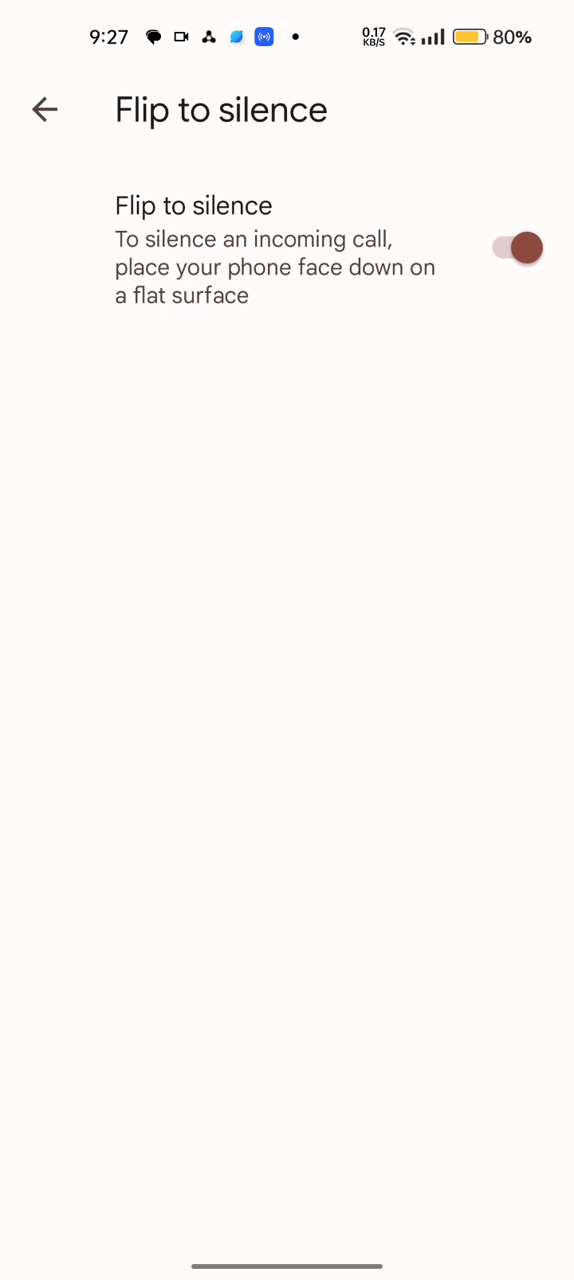 9:27
0.17
KB/S
80%
Flip to silence
Flip to silence
To silence an incoming call,
place your phone face down on
a flat surface